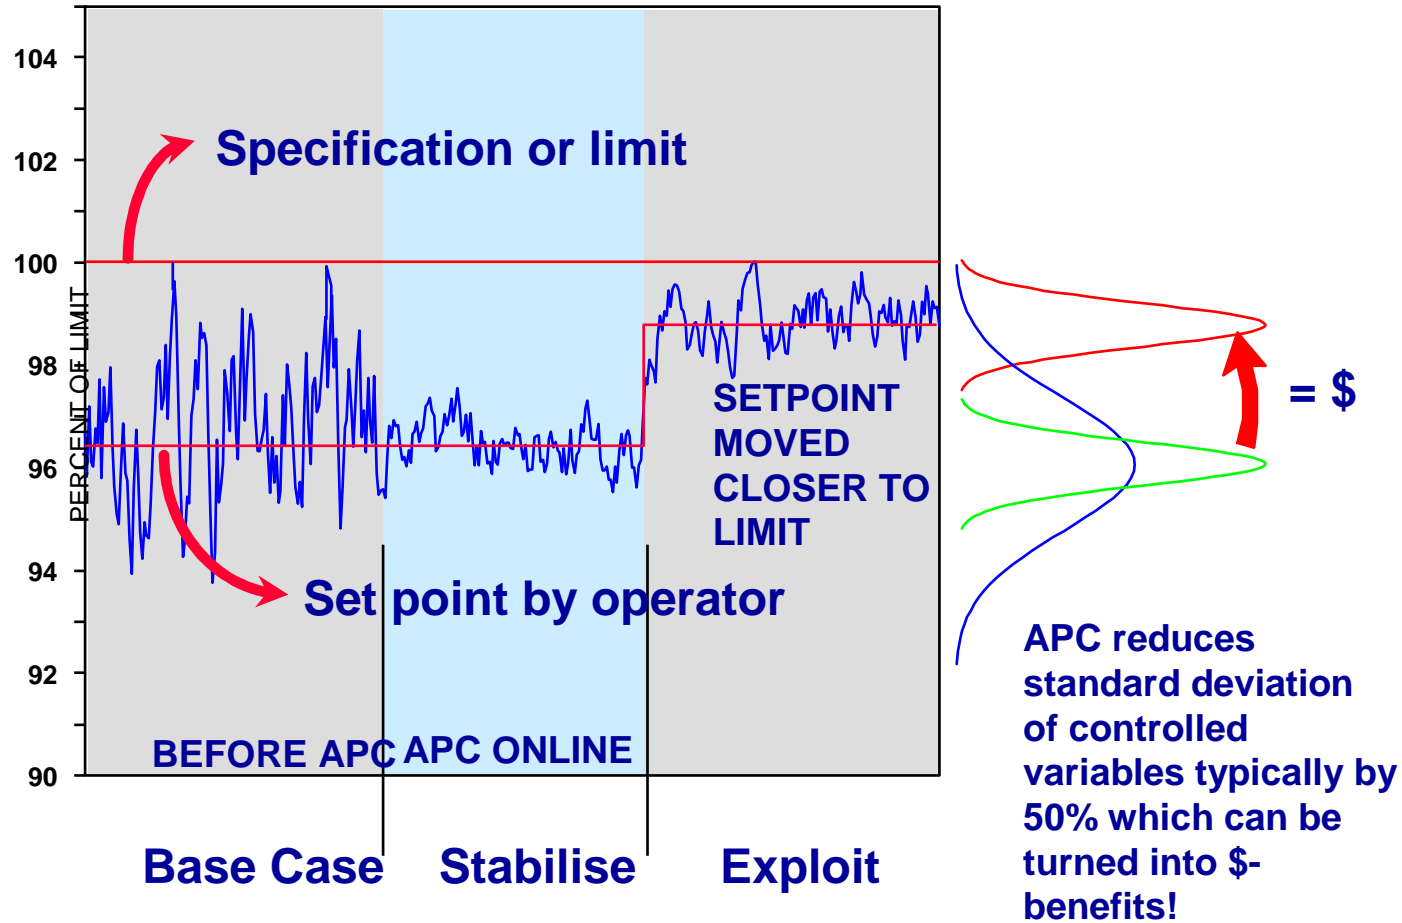 104
102
100
98
96
94
92
90
PERCENT OF LIMIT
Specification or limit
Set point by operator
SETPOINT
MOVED
CLOSER TO
LIMIT
BEFORE APC
APC ONLINE
Base Case
Stabilise
Exploit
= $
APC reduces
standard deviation
of controlled
variables typically by
50% which can be
turned into $-
benefits!